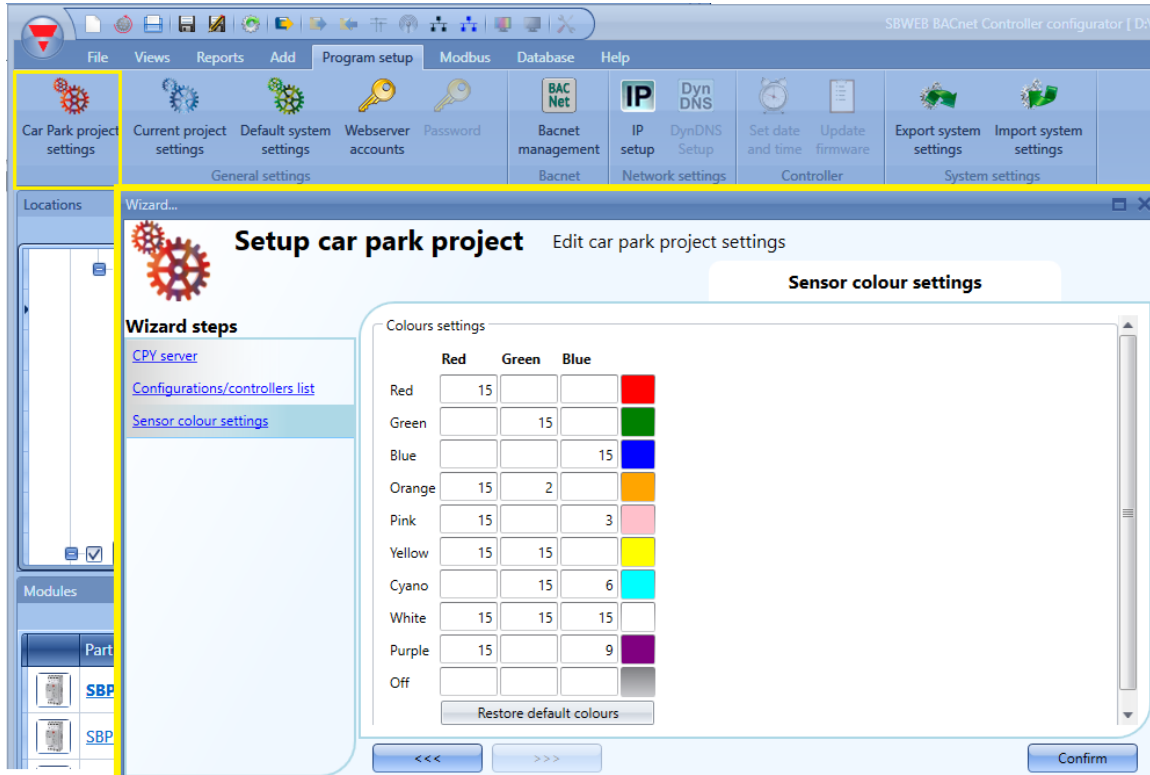 SBWEB BACnet Controller configurator [ D:\
File Views Reports Add Program setup Modbus Database Help
BAC
Net
IP
Dyn
DNS
Car Park project Current project Default system Webserver Password Bacnet IP DynDNS Set date Update Export system Import system
settings settings settings accounts management setup Setup and time firmware settings settings
General settings Bacnet Network settings Controller System settings
Locations
Wizard...
Setup car park project Edit car park project settings
Sensor colour settings
Wizard steps
CPY server
Configurations/controllers list
Sensor colour settings
Colours settings
Red Green Blue
Red 15
Green 15
Blue 15
Orange 15 2
Pink 15 3
Yellow 15 15
Cyano 15 6
White 15 15 15
Purple 15 9
Off
Restore default colours
<<< >>> Confirm
Modules
Part
SBP
SBP